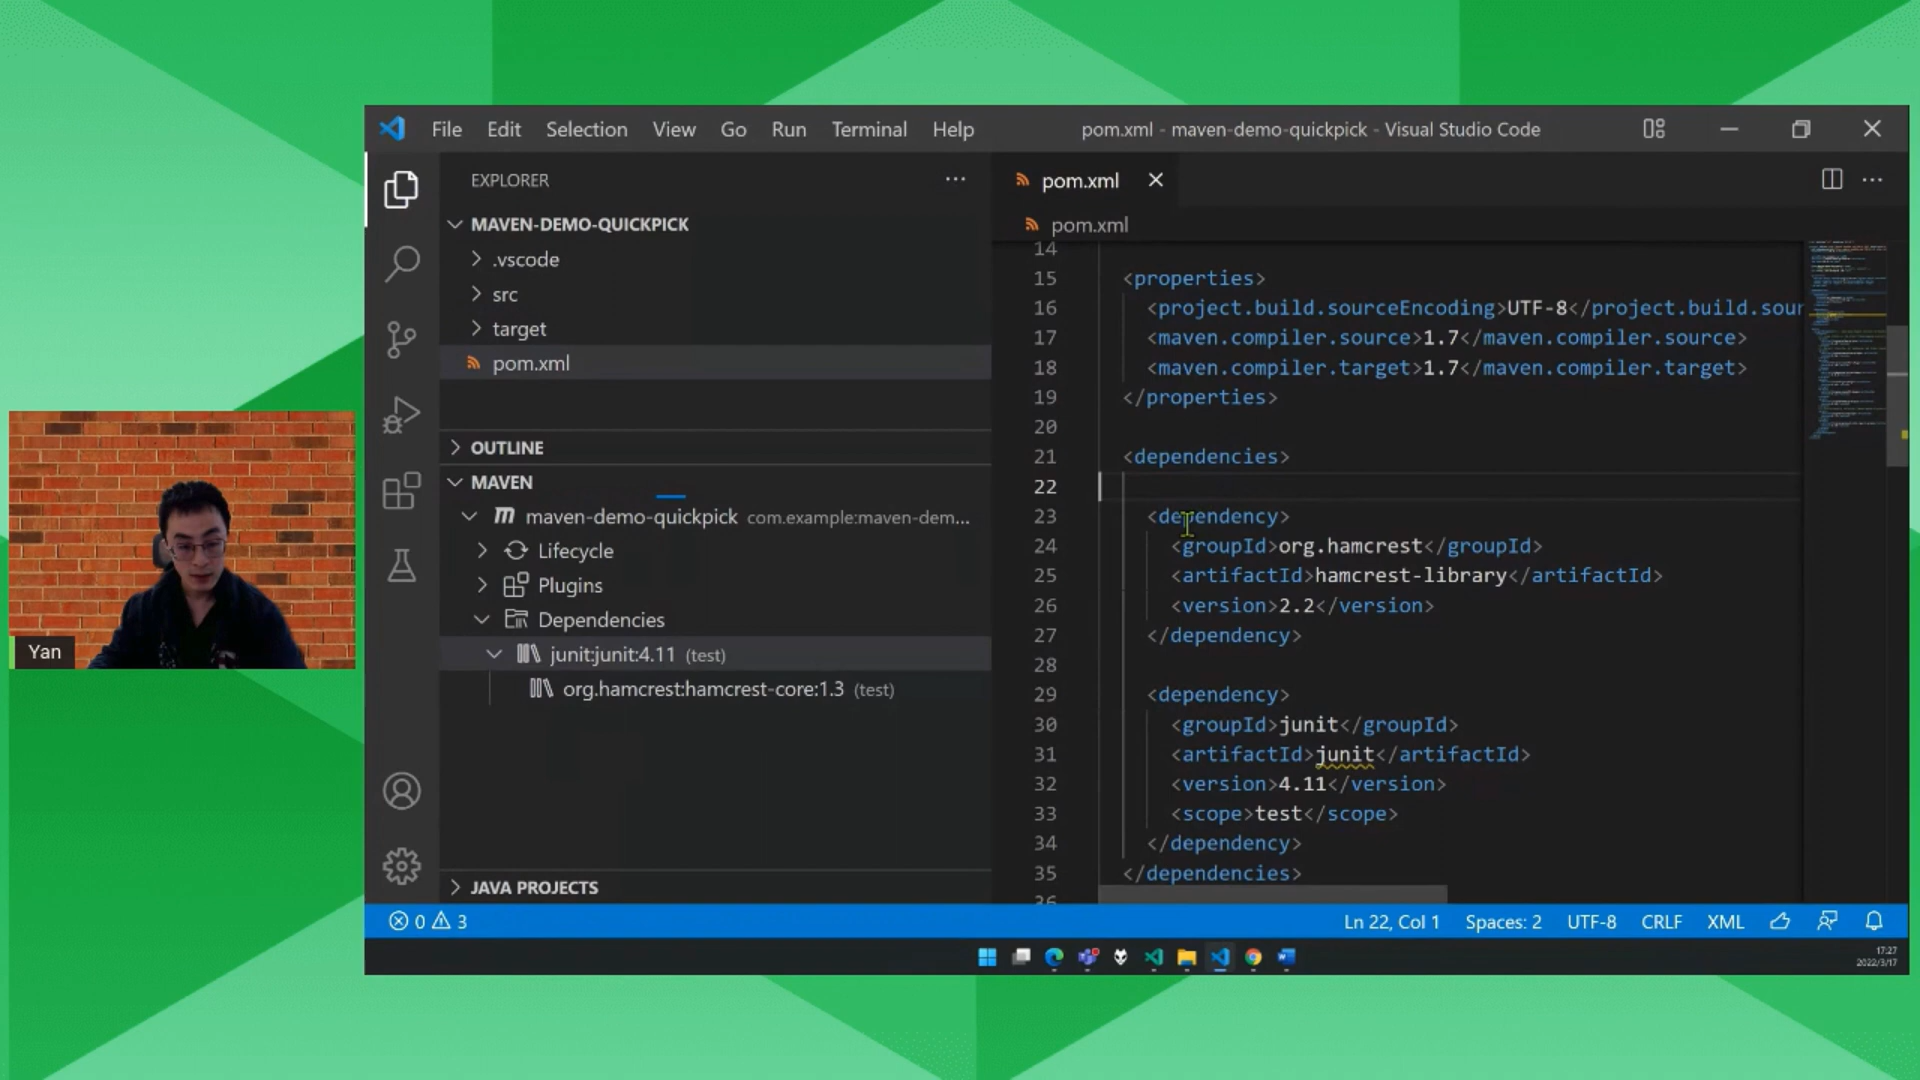 File Edit Selection View Go Run Terminal Help
pom.xml - maven-demo-quickpick - Visual Studio Code
EXPLORER
MAVEN-DEMO-QUICKPICK
.vscode
src
target
pom.xml
OUTLINE
MAVEN
maven-demo-quickpick com.example:maven-dem...
Lifecycle
Plugins
Dependencies
junit:junit:4.11 (test)
org.hamcrest:hamcrest-core:1.3 (test)
JAVA PROJECTS
pom.xml
pom.xml
14
15 <properties>
16 <project.build.sourceEncoding>UTF-8</project.build.sour
17 <maven.compiler.source>1.7</maven.compiler.source>
18 <maven.compiler.target>1.7</maven.compiler.target>
19 </properties>
20
21 <dependencies>
22
23 <dependency>
24 <groupId>org.hamcrest</groupId>
25 <artifactId>hamcrest-library</artifactId>
26 <version>2.2</version>
27 </dependency>
28
29 <dependency>
30 <groupId>junit</groupId>
31 <artifactId>junit</artifactId>
32 <version>4.11</version>
33 <scope>test</scope>
34 </dependency>
35 </dependencies>
36
0 3
Ln 22, Col 1 Spaces: 2 UTF-8 CRLF XML
17:27
2022/3/17
Yan